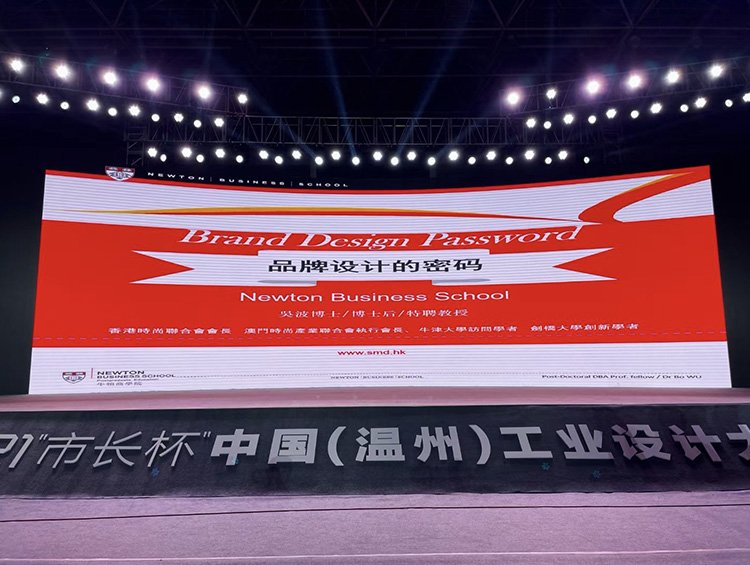 NEWTON | BUSINESS | SCHOOL
Brand Design Password
品牌设计的密码
Newton Business School
吳波博士/博士后/特聘教授
香港時尚聯合會會長 澳門時尚產業聯合會執行會長、牛津大學訪問學者 劍橋大學創新學者
www.smd.hk
NEWTON
BUSINESS SCHOOL
Postgraduate Education
牛頓商學院
NEWTON | BUSINESS | SCHOOL
Post-Doctoral DBA Prof. fellow / Dr Bo WU
"市长杯"中国(温州)工业设计